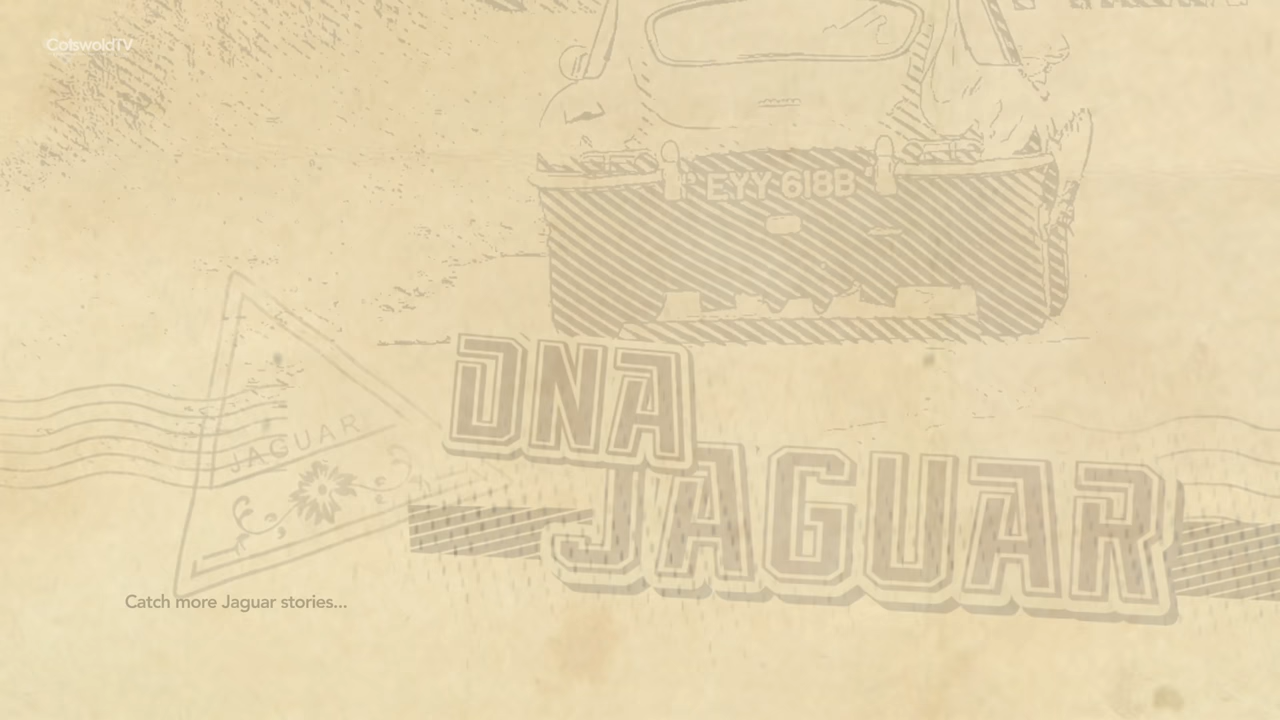 CotswoldTV
EYY 618B
DNA
JAGUAR
JAGUAR
Catch more Jaguar stories...